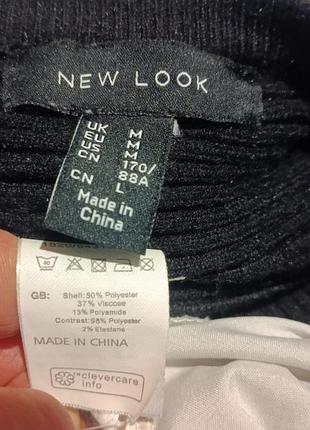 NEW LOOK
UK M
EU M
US M
CN 170/
88A
CN L
Made in
China
40
GB: Shell: 50% Polyester
37% Viscose
13% Polyamide
Contrast: 98% Polyester
2% Elastane
MADE IN CHINA
clevercare
info